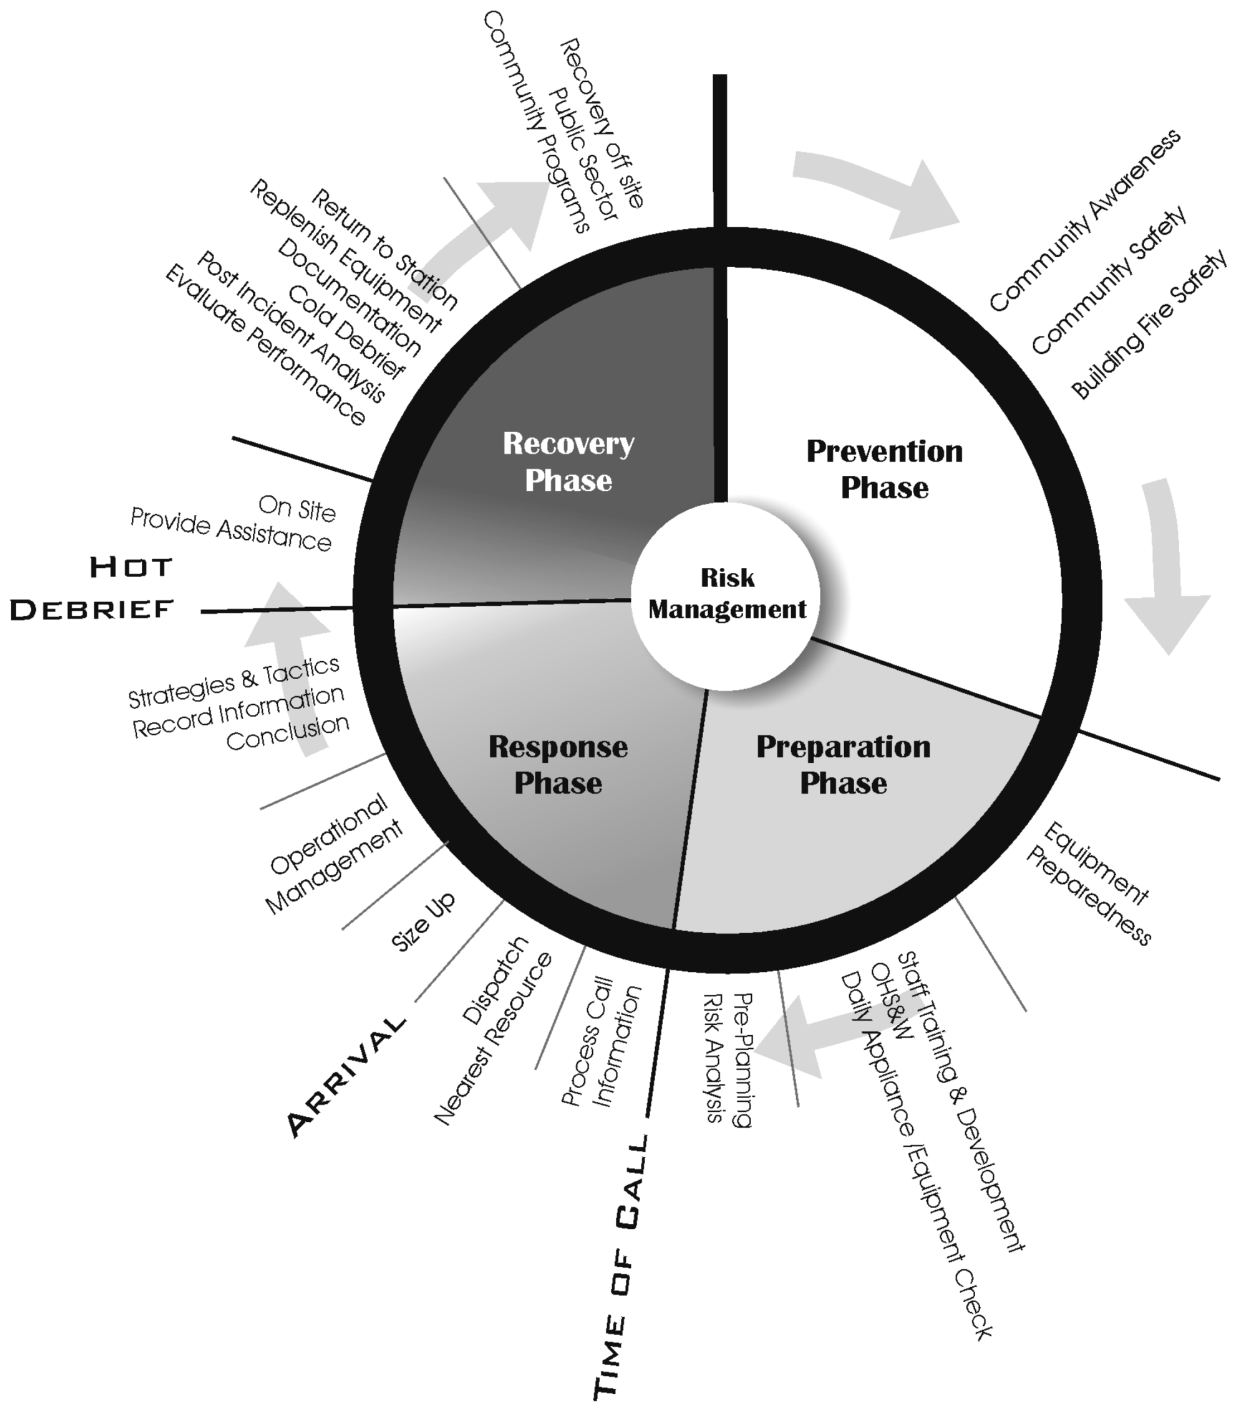 Community Awareness
Community Safety
Building Fire Safety
Prevention
Phase
Equipment
Preparedness
Staff Training & Development
OHS&W
Daily Appliance /Equipment Check
Pre-Planning
Risk Analysis
Preparation
Phase
TIME OF CALL
Process Call
Information
Dispatch
Nearest Resource
ARRIVAL
Size Up
Operational
Management
Strategies & Tactics
Record Information
Conclusion
Response
Phase
HOT
DEBRIEF
On Site
Provide Assistance
Return to Station
Replenish Equipment
Documentation
Cold Debrief
Post Incident Analysis
Evaluate Performance
Recovery off site
Public Sector
Community Programs
Recovery
Phase
Risk
Management